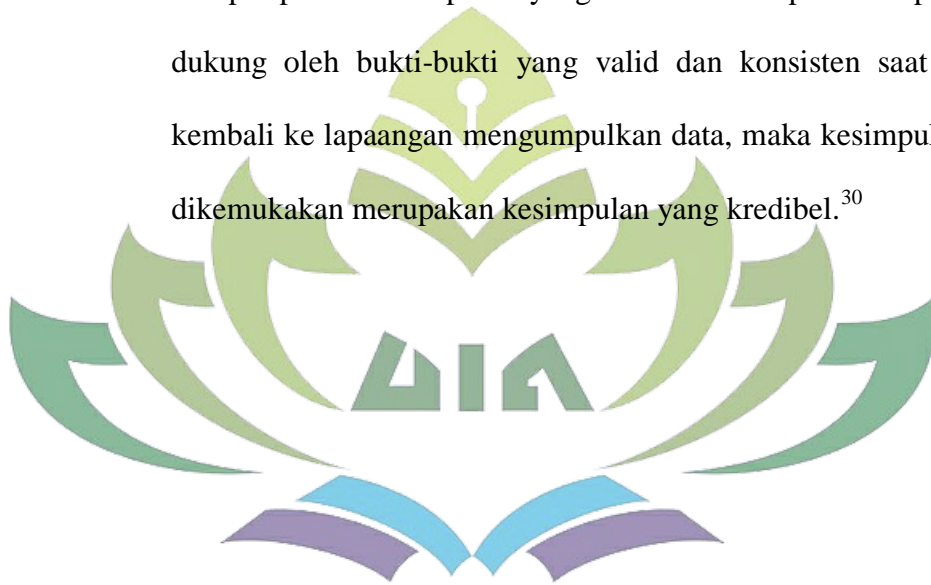 dukung oleh bukti-bukti yang valid dan konsisten saat
kembali ke lapaangan mengumpulkan data, maka kesimpul
dikemukakan merupakan kesimpulan yang kredibel.30
UIN